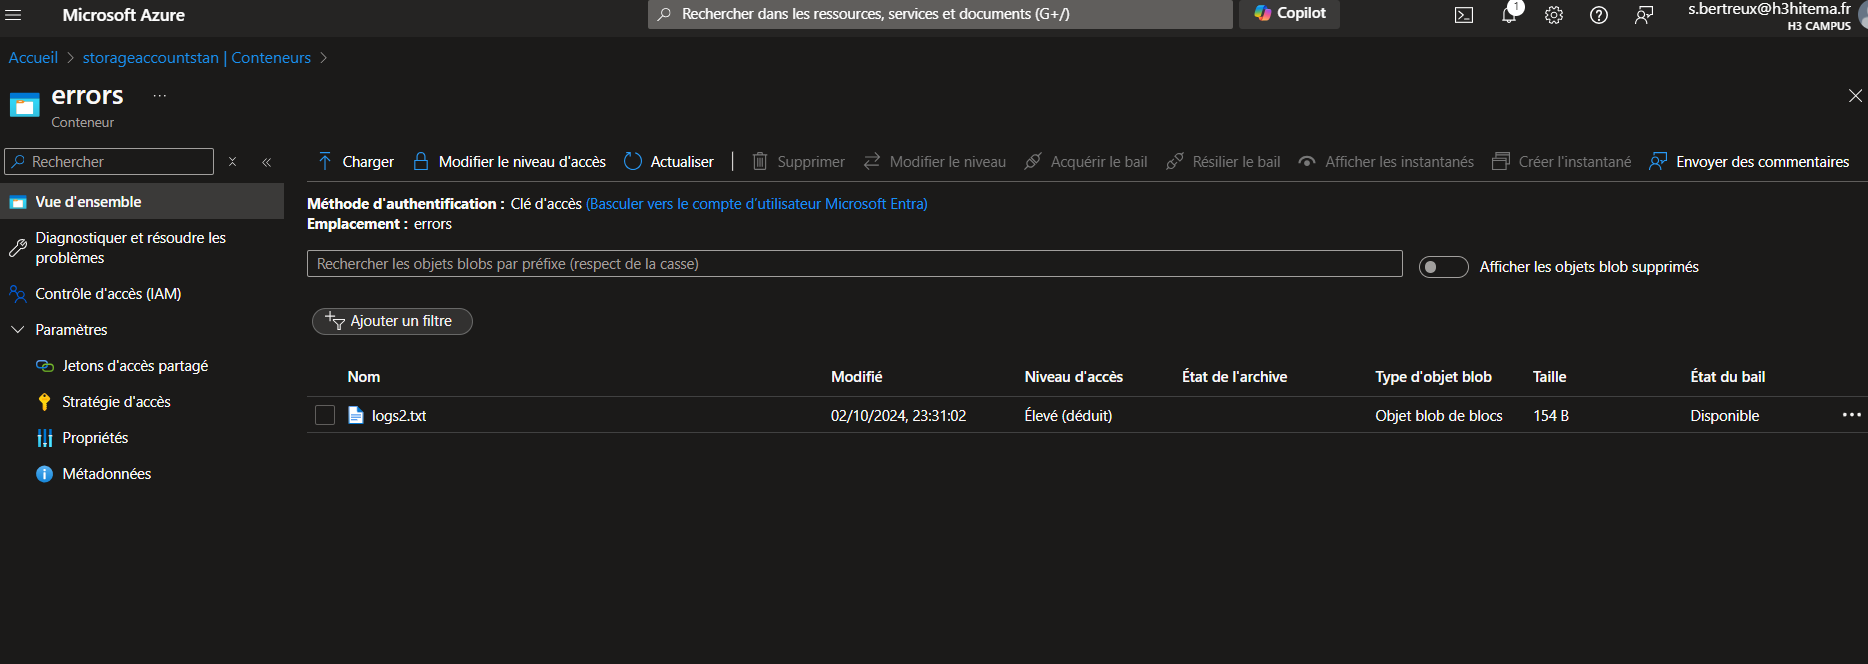 Microsoft Azure
Rechercher dans les ressources, services et documents (G+/)
Copilot
1
s.bertreux@h3hitema.fr
H3 CAMPUS
Accueil > storageaccountstan | Conteneurs >
errors ...
Conteneur
Rechercher
Charger
Modifier le niveau d'accès
Actualiser
Supprimer
Modifier le niveau
Acquérir le bail
Résilier le bail
Afficher les instantanés
Créer l'instantané
Envoyer des commentaires
Vue d'ensemble
Diagnostiquer et résoudre les
problèmes
Contrôle d'accès (IAM)
Paramètres
Jetons d'accès partagé
Stratégie d'accès
Propriétés
Métadonnées
Méthode d'authentification : Clé d'accès (Basculer vers le compte d'utilisateur Microsoft Entra)
Emplacement : errors
Rechercher les objets blobs par préfixe (respect de la casse)
Afficher les objets blob supprimés
Ajouter un filtre
Nom Modifié Niveau d'accès État de l'archive Type d'objet blob Taille État du bail
logs2.txt 02/10/2024, 23:31:02 Élevé (déduit) Objet blob de blocs 154 B Disponible ...